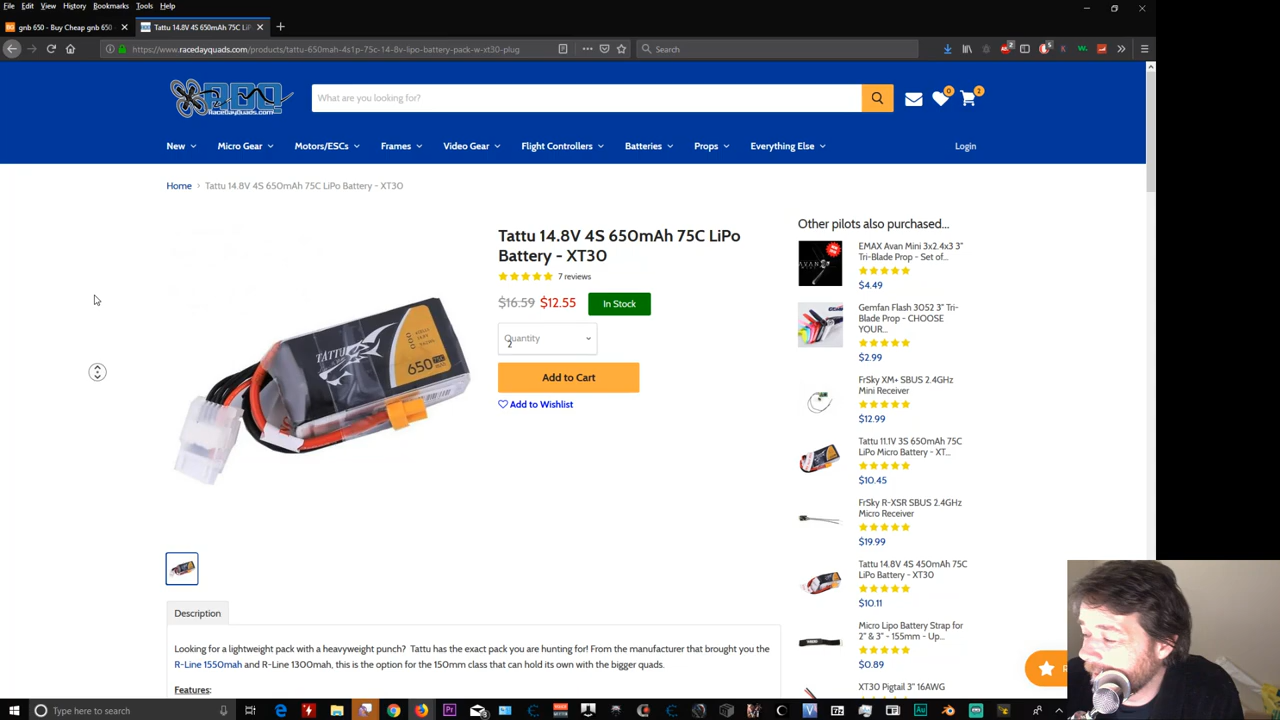 File Edit View History Bookmarks Tools Help
gnb 650 - Buy Cheap gnb 650
Tattu 14.8V 4S 650mAh 75C LiP
https://www.racedayquads.com/products/tattu-650mah-4s1p-75c-14-8v-lipo-battery-pack-w-xt30-plug
Search
What are you looking for?
RaceDayQuads.com
0
2
New
Micro Gear
Motors/ESCs
Frames
Video Gear
Flight Controllers
Batteries
Props
Everything Else
Login
Home > Tattu 14.8V 4S 650mAh 75C LiPo Battery - XT30
Tattu 14.8V 4S 650mAh 75C LiPo
Battery - XT30
7 reviews
$16.59 $12.55
In Stock
Quantity
2
Add to Cart
Add to Wishlist
TATTU
650
75C
Other pilots also purchased...
EMAX Avan Mini 3x2.4x3 3"
Tri-Blade Prop - Set of...
$4.49
Gemfan Flash 3052 3" Tri-
Blade Prop - CHOOSE
YOUR...
$2.99
FrSky XM+ SBUS 2.4GHz
Mini Receiver
$12.99
Tattu 11.1V 3S 650mAh 75C
LiPo Micro Battery - XT...
$10.45
FrSky R-XSR SBUS 2.4GHz
Micro Receiver
$19.99
Tattu 14.8V 4S 450mAh 75C
LiPo Battery - XT30
$10.11
Micro Lipo Battery Strap for
2" & 3" - 155mm - Up...
$0.89
XT30 Pigtail 3" 16AWG
Description
Looking for a lightweight pack with a heavyweight punch? Tattu has the exact pack you are hunting for! From the manufacturer that brought you the
R-Line 1550mah and R-Line 1300mah, this is the option for the 150mm class that can hold its own with the bigger quads.
Features:
Type here to search